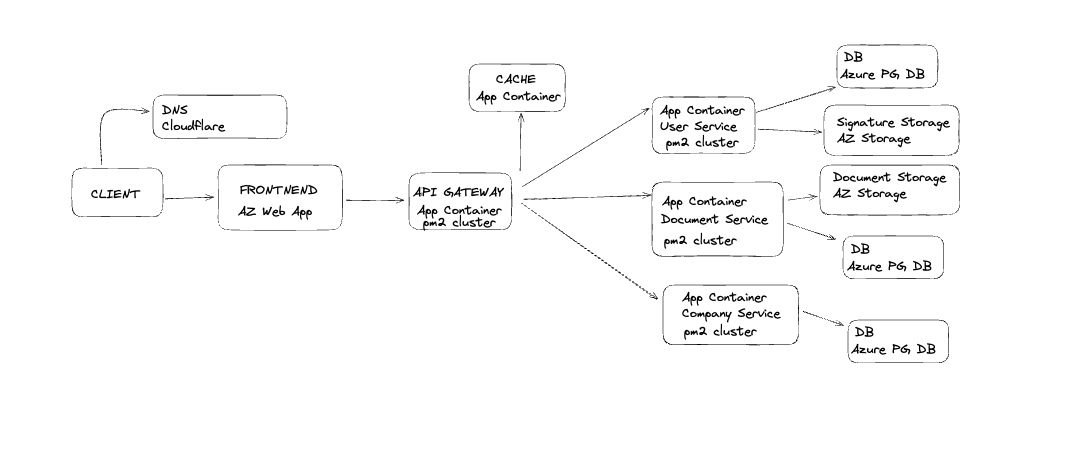 DNS
Cloudflare
CLIENT
FRONTNEND
AZ Web App
CACHE
App Container
API GATEWAY
App Container
pm2 cluster
App Container
User Service
pm2 cluster
DB
Azure PG DB
Signature Storage
AZ Storage
App Container
Document Service
pm2 cluster
Document Storage
AZ Storage
DB
Azure PG DB
App Container
Company Service
pm2 cluster
DB
Azure PG DB